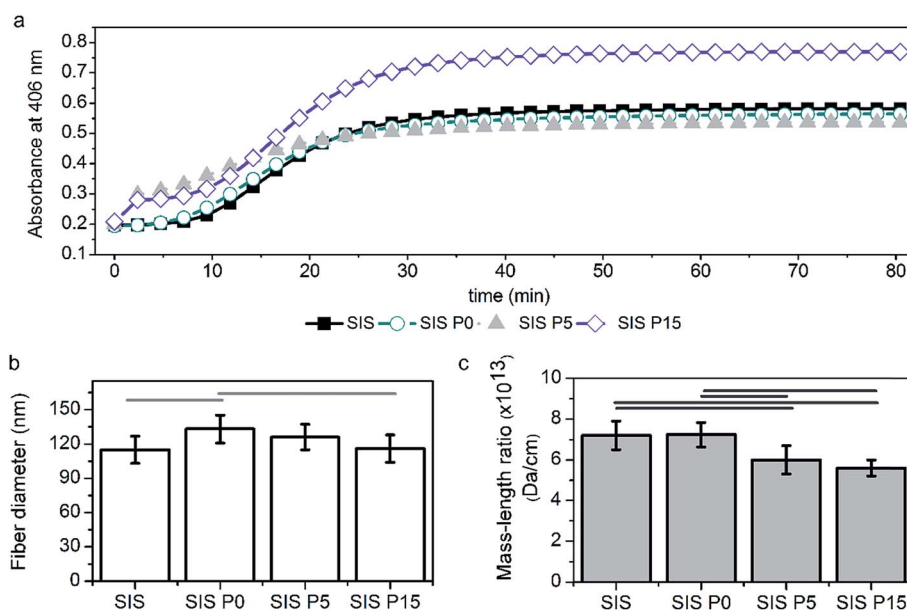 a
Absorbance at 406 nm
0.8
0.7
0.6
0.5
0.4
0.3
0.2
0.1
0 10 20 30 40 50 60 70 80
time (min)
SIS SIS P0 SIS P5 SIS P15
b
Fiber diameter (nm)
150
120
90
60
30
0
SIS SIS P0 SIS P5 SIS P15
c
Mass-length ratio (x10¹³)
(Da/cm)
10
8
6
4
2
0
SIS SIS P0 SIS P5 SIS P15